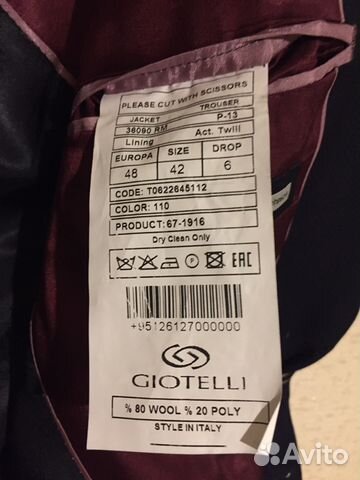 PLEASE CUT WITH SCISSORS
JACKET TROUSER
36090 RM P-13
Lining Act. Twill
EUROPA SIZE DROP
48 42 6
CODE: T0622645112
COLOR: 110
PRODUCT: 67-1916
Dry Clean Only
P EAC
+95126127000000
GIOTELLI
% 80 WOOL % 20 POLY
STYLE IN ITALY
Avito